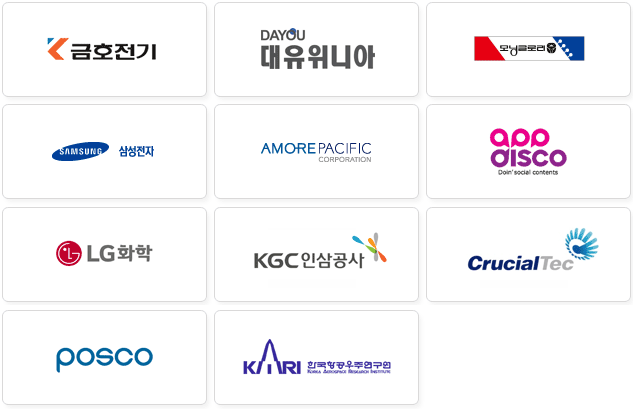 금호전기
DAYOU
대유위니아
모닝글로리
SAMSUNG 삼성전자
AMOREPACIFIC
CORPORATION
app
disco
Doin' social contents
LG화학
KGC인삼공사
CrucialTec
posco
KARI 한국항공우주연구원
KOREA AEROSPACE RESEARCH INSTITUTE